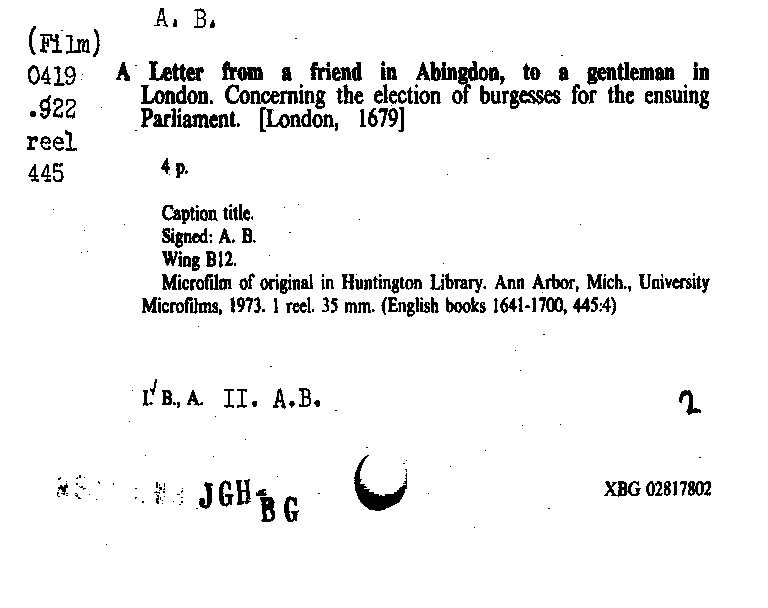 A. B.
(Film)
0419
.922
reel
445
A Letter from a friend in Abingdon, to a gentleman in
London. Concerning the election of burgesses for the ensuing
Parliament. [London, 1679]
4 p.
Caption title.
Signed: A. B.
Wing B12.
Microfilm of original in Huntington Library. Ann Arbor, Mich., University
Microfilms, 1973. 1 reel. 35 mm. (English books 1641-1700, 445:4)
I. B., A. II. A.B.
2
JGH-
BG
XBG 02817802